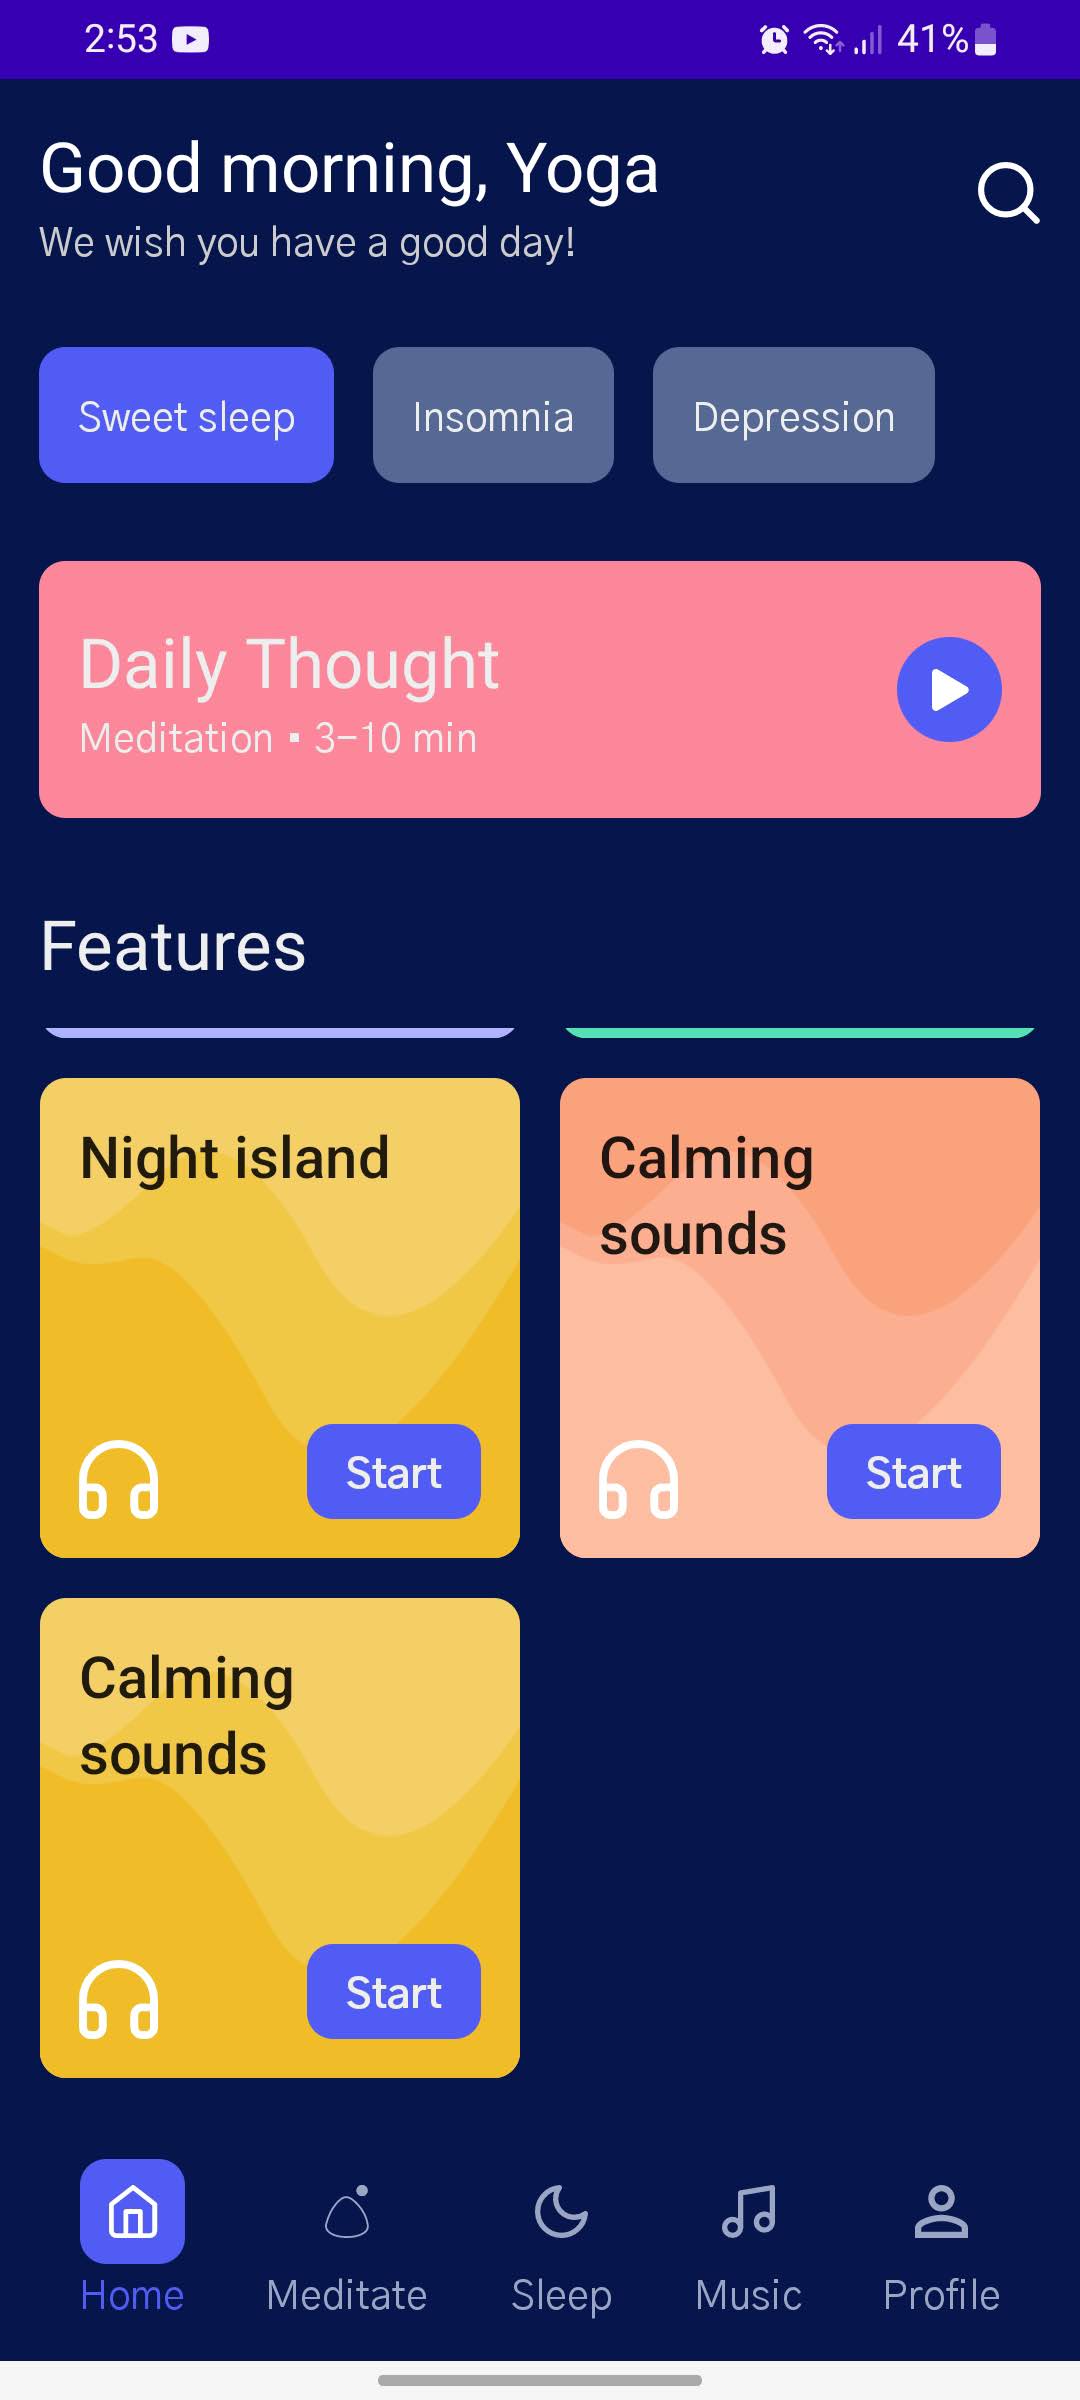 2:53
41%
Good morning, Yoga
We wish you have a good day!
Sweet sleep
Insomnia
Depression
Daily Thought
Meditation ▪ 3–10 min
Features
Night island
Start
Calming
sounds
Start
Calming
sounds
Start
Home
Meditate
Sleep
Music
Profile